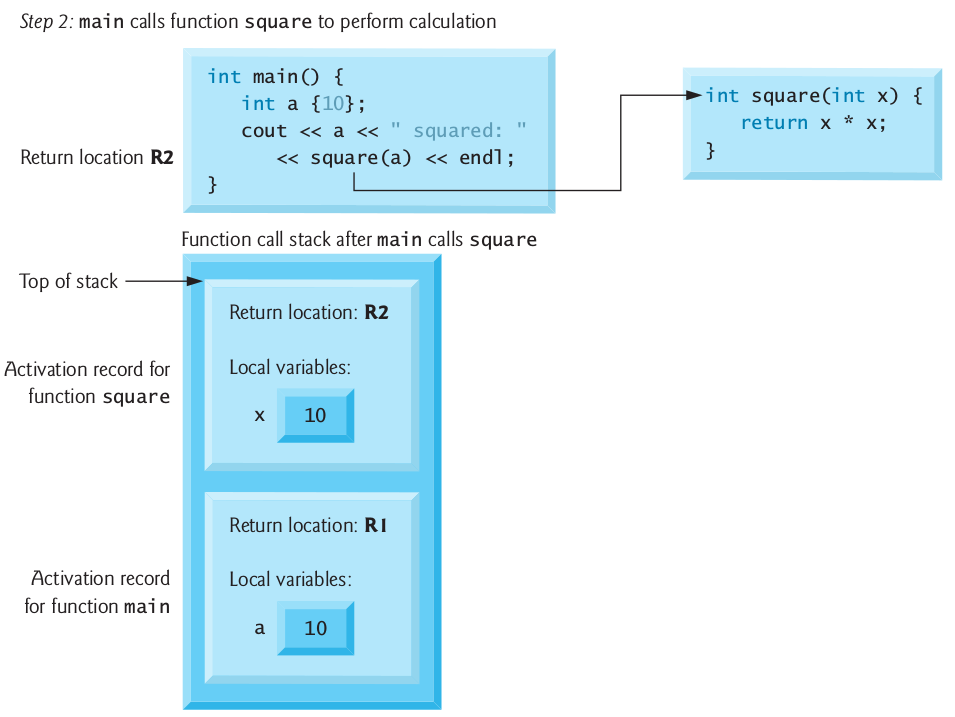 Step 2: main calls function square to perform calculation
int main() {
int a {10};
cout << a << " squared: "
Return location R2
<< square(a) << endl;
}
int square(int x) {
return x * x;
}
Function call stack after main calls square
Top of stack
Return location: R2
Activation record for
function square
Local variables:
x 10
Return location: R1
Activation record
for function main
Local variables:
a 10